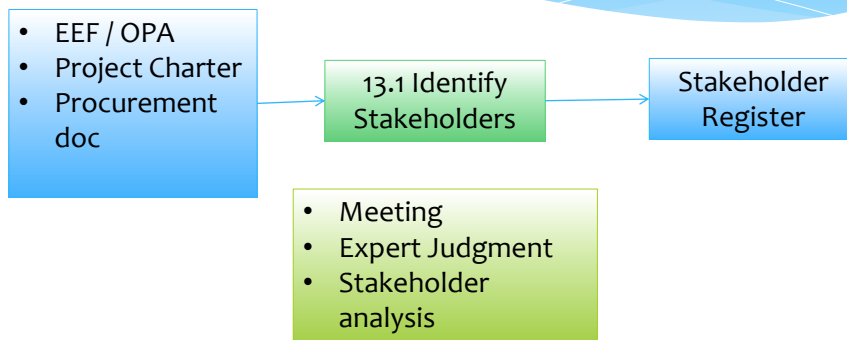 • EEF / OPA
• Project Charter
• Procurement
doc
13.1 Identify
Stakeholders
Stakeholder
Register
• Meeting
• Expert Judgment
• Stakeholder
analysis